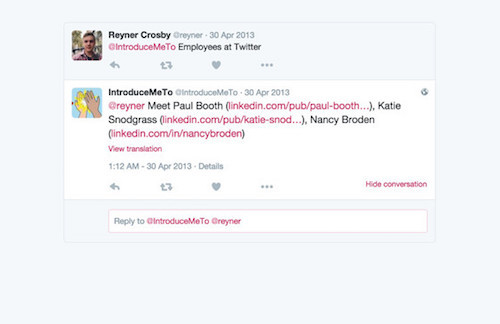 Reyner Crosby @reyner · 30 Apr 2013
@IntroduceMeTo Employees at Twitter
IntroduceMeTo @IntroduceMeTo · 30 Apr 2013
@reyner Meet Paul Booth (linkedin.com/pub/paul-booth…), Katie
Snodgrass (linkedin.com/pub/katie-snod…), Nancy Broden
(linkedin.com/in/nancybroden)
View translation
1:12 AM - 30 Apr 2013 · Details
Hide conversation
Reply to @IntroduceMeTo @reyner